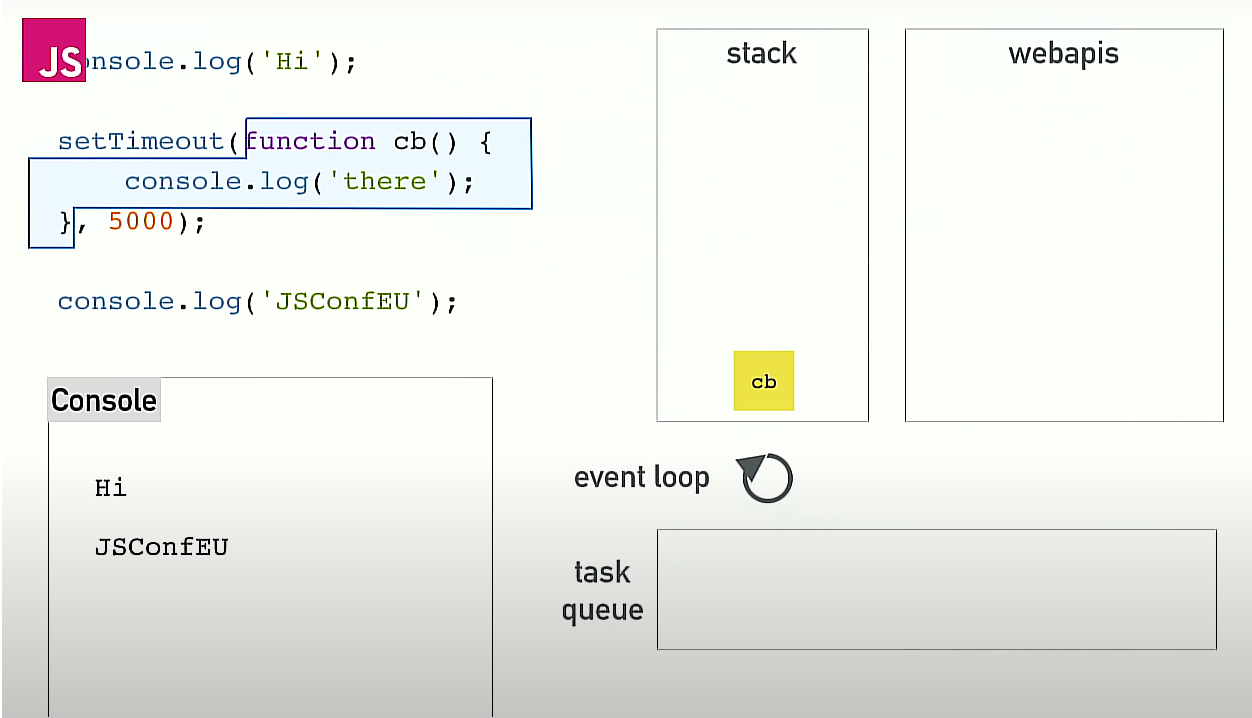 JS
nsole.log('Hi');
setTimeout(function cb() {
console.log('there');
}, 5000);
console.log('JSConfEU');
Console
Hi
JSConfEU
stack
cb
webapis
event loop
task
queue